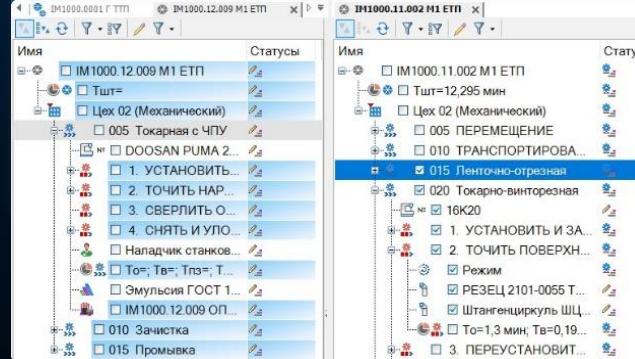 IM1000.0001 Г ТТП
IM1000.12.009 М1 ЕТП
Имя Статусы
IM1000.12.009 М1 ЕТП
Тшт=
Цех 02 (Механический)
005 Токарная с ЧПУ
№ DOOSAN PUMA 2...
1. УСТАНОВИТЬ...
2. ТОЧИТЬ НАР...
3. СВЕРЛИТЬ О...
4. СНЯТЬ И УЛО...
Наладчик станков...
То=; Тв=; Тпз=; Т...
Эмульсия ГОСТ 1...
IM1000.12.009 ОП...
010 Зачистка
015 Промывка
IM1000.11.002 М1 ЕТП
Имя Стату
IM1000.11.002 М1 ЕТП
Тшт=12,295 мин
Цех 02 (Механический)
005 ПЕРЕМЕЩЕНИЕ
010 ТРАНСПОРТИРОВА...
015 Ленточно-отрезная
020 Токарно-винторезная
№ 16К20
1. УСТАНОВИТЬ И ЗА...
2. ТОЧИТЬ ПОВЕРХН...
Режим
РЕЗЕЦ 2101-0055 Т...
Штангенциркуль ШЦ...
То=1,3 мин; Тв=0,19...
3. ПЕРЕУСТАНОВИТ...